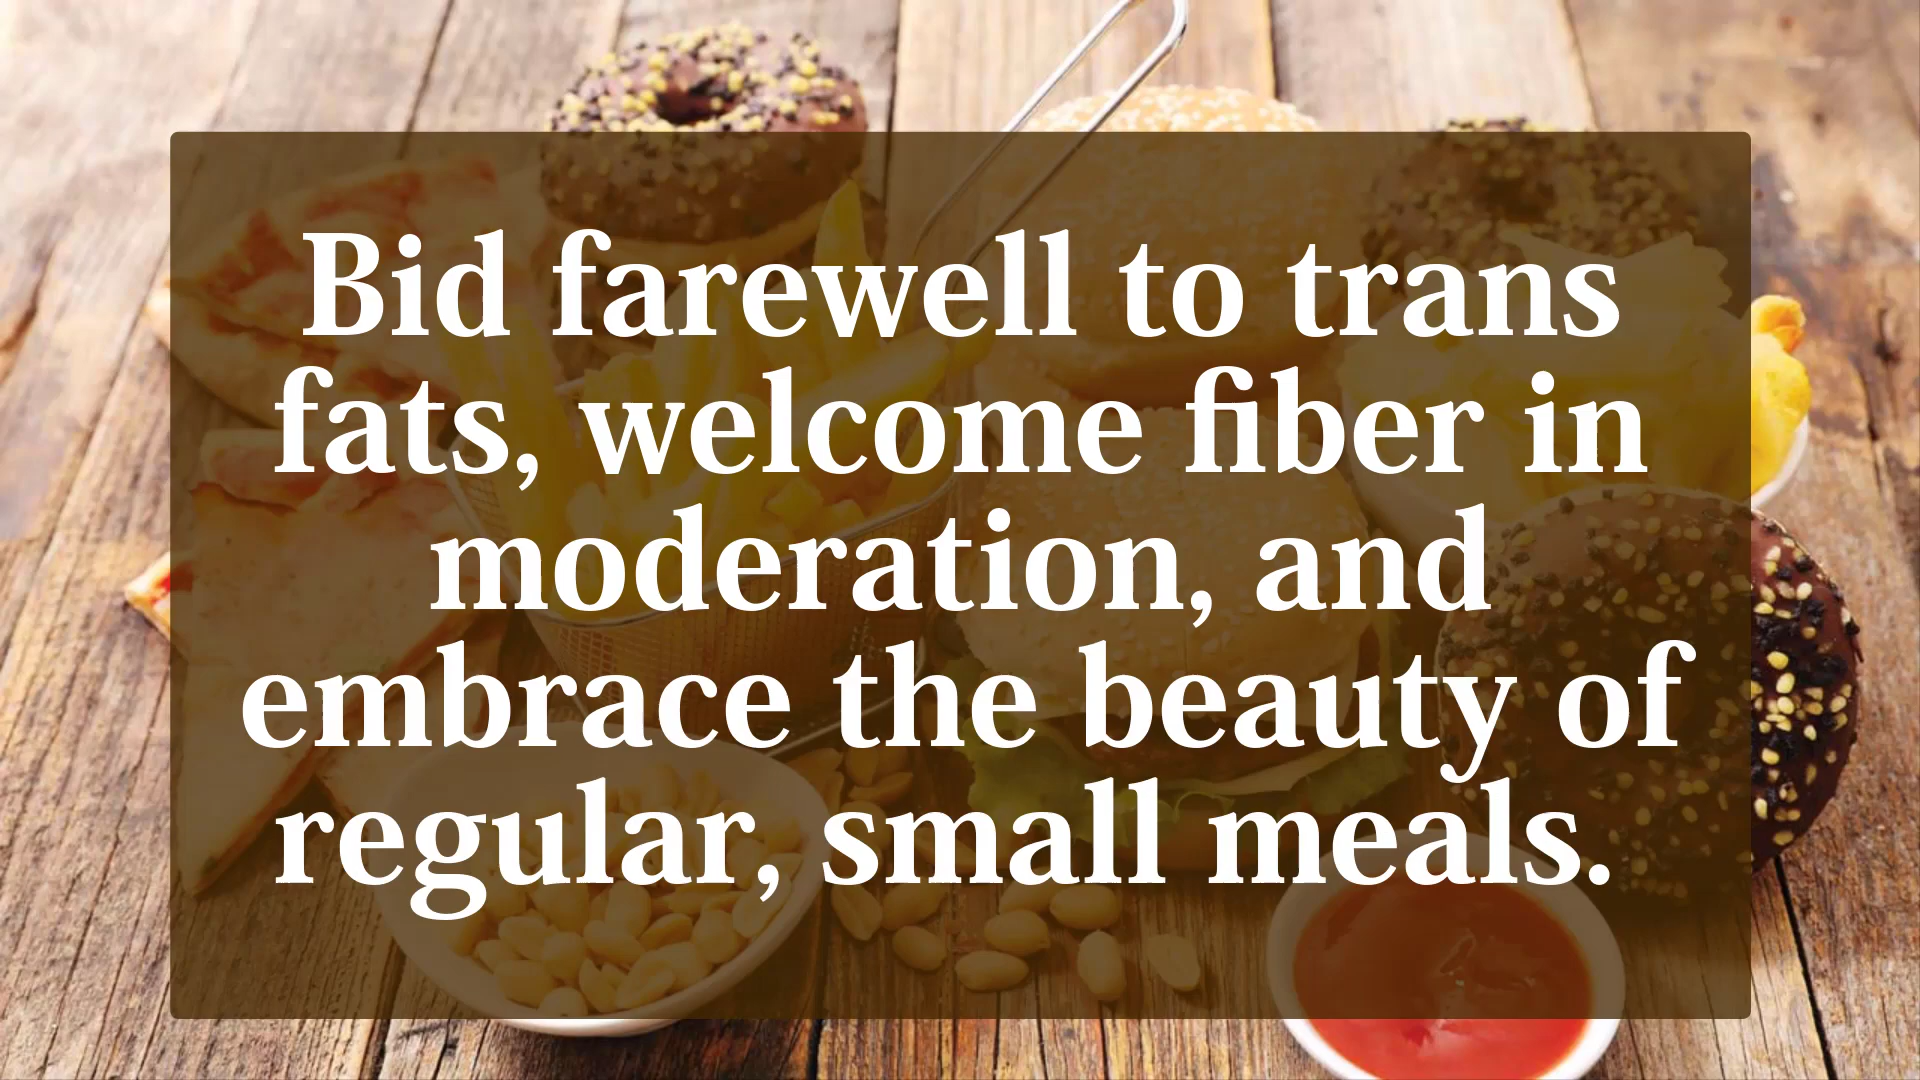 Bid farewell to trans
fats, welcome fiber in
moderation, and
embrace the beauty of
regular, small meals.